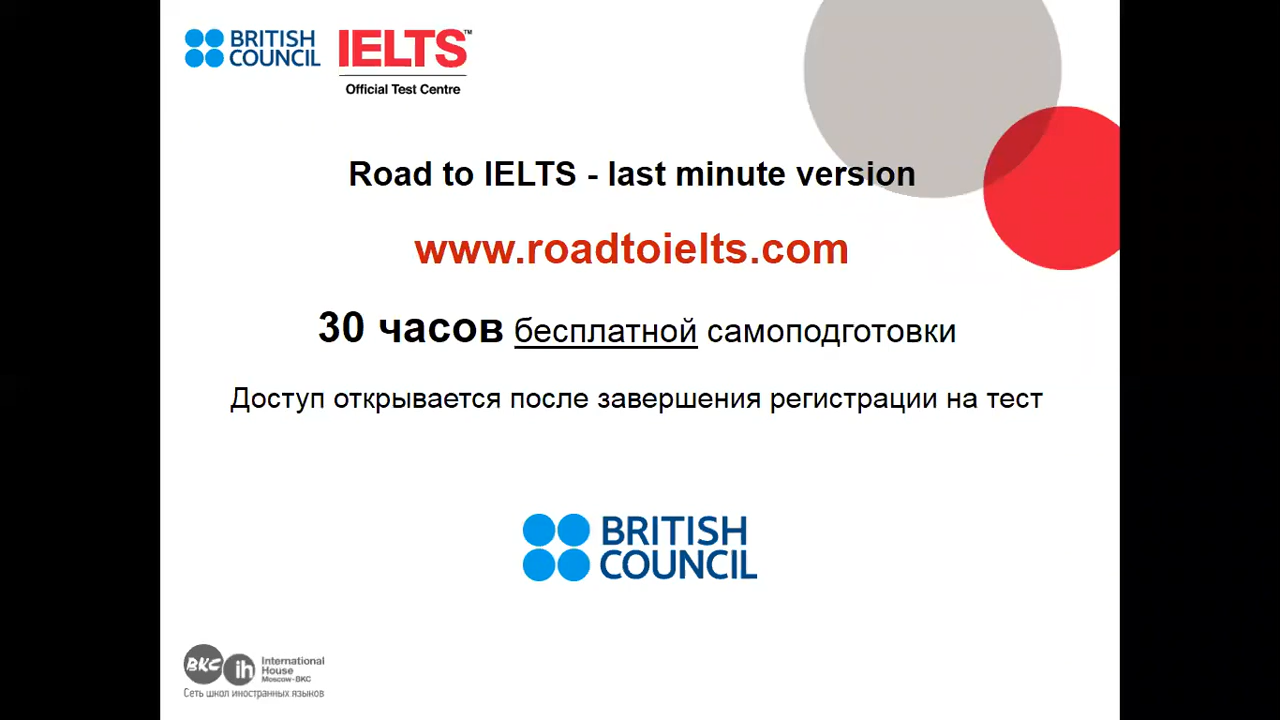 BRITISH
COUNCIL
IELTS™
Official Test Centre
Road to IELTS - last minute version
www.roadtoielts.com
30 часов бесплатной самоподготовки
Доступ открывается после завершения регистрации на тест
BRITISH
COUNCIL
BKC ih International
House
Moscow-BKC
Сеть школ иностранных языков